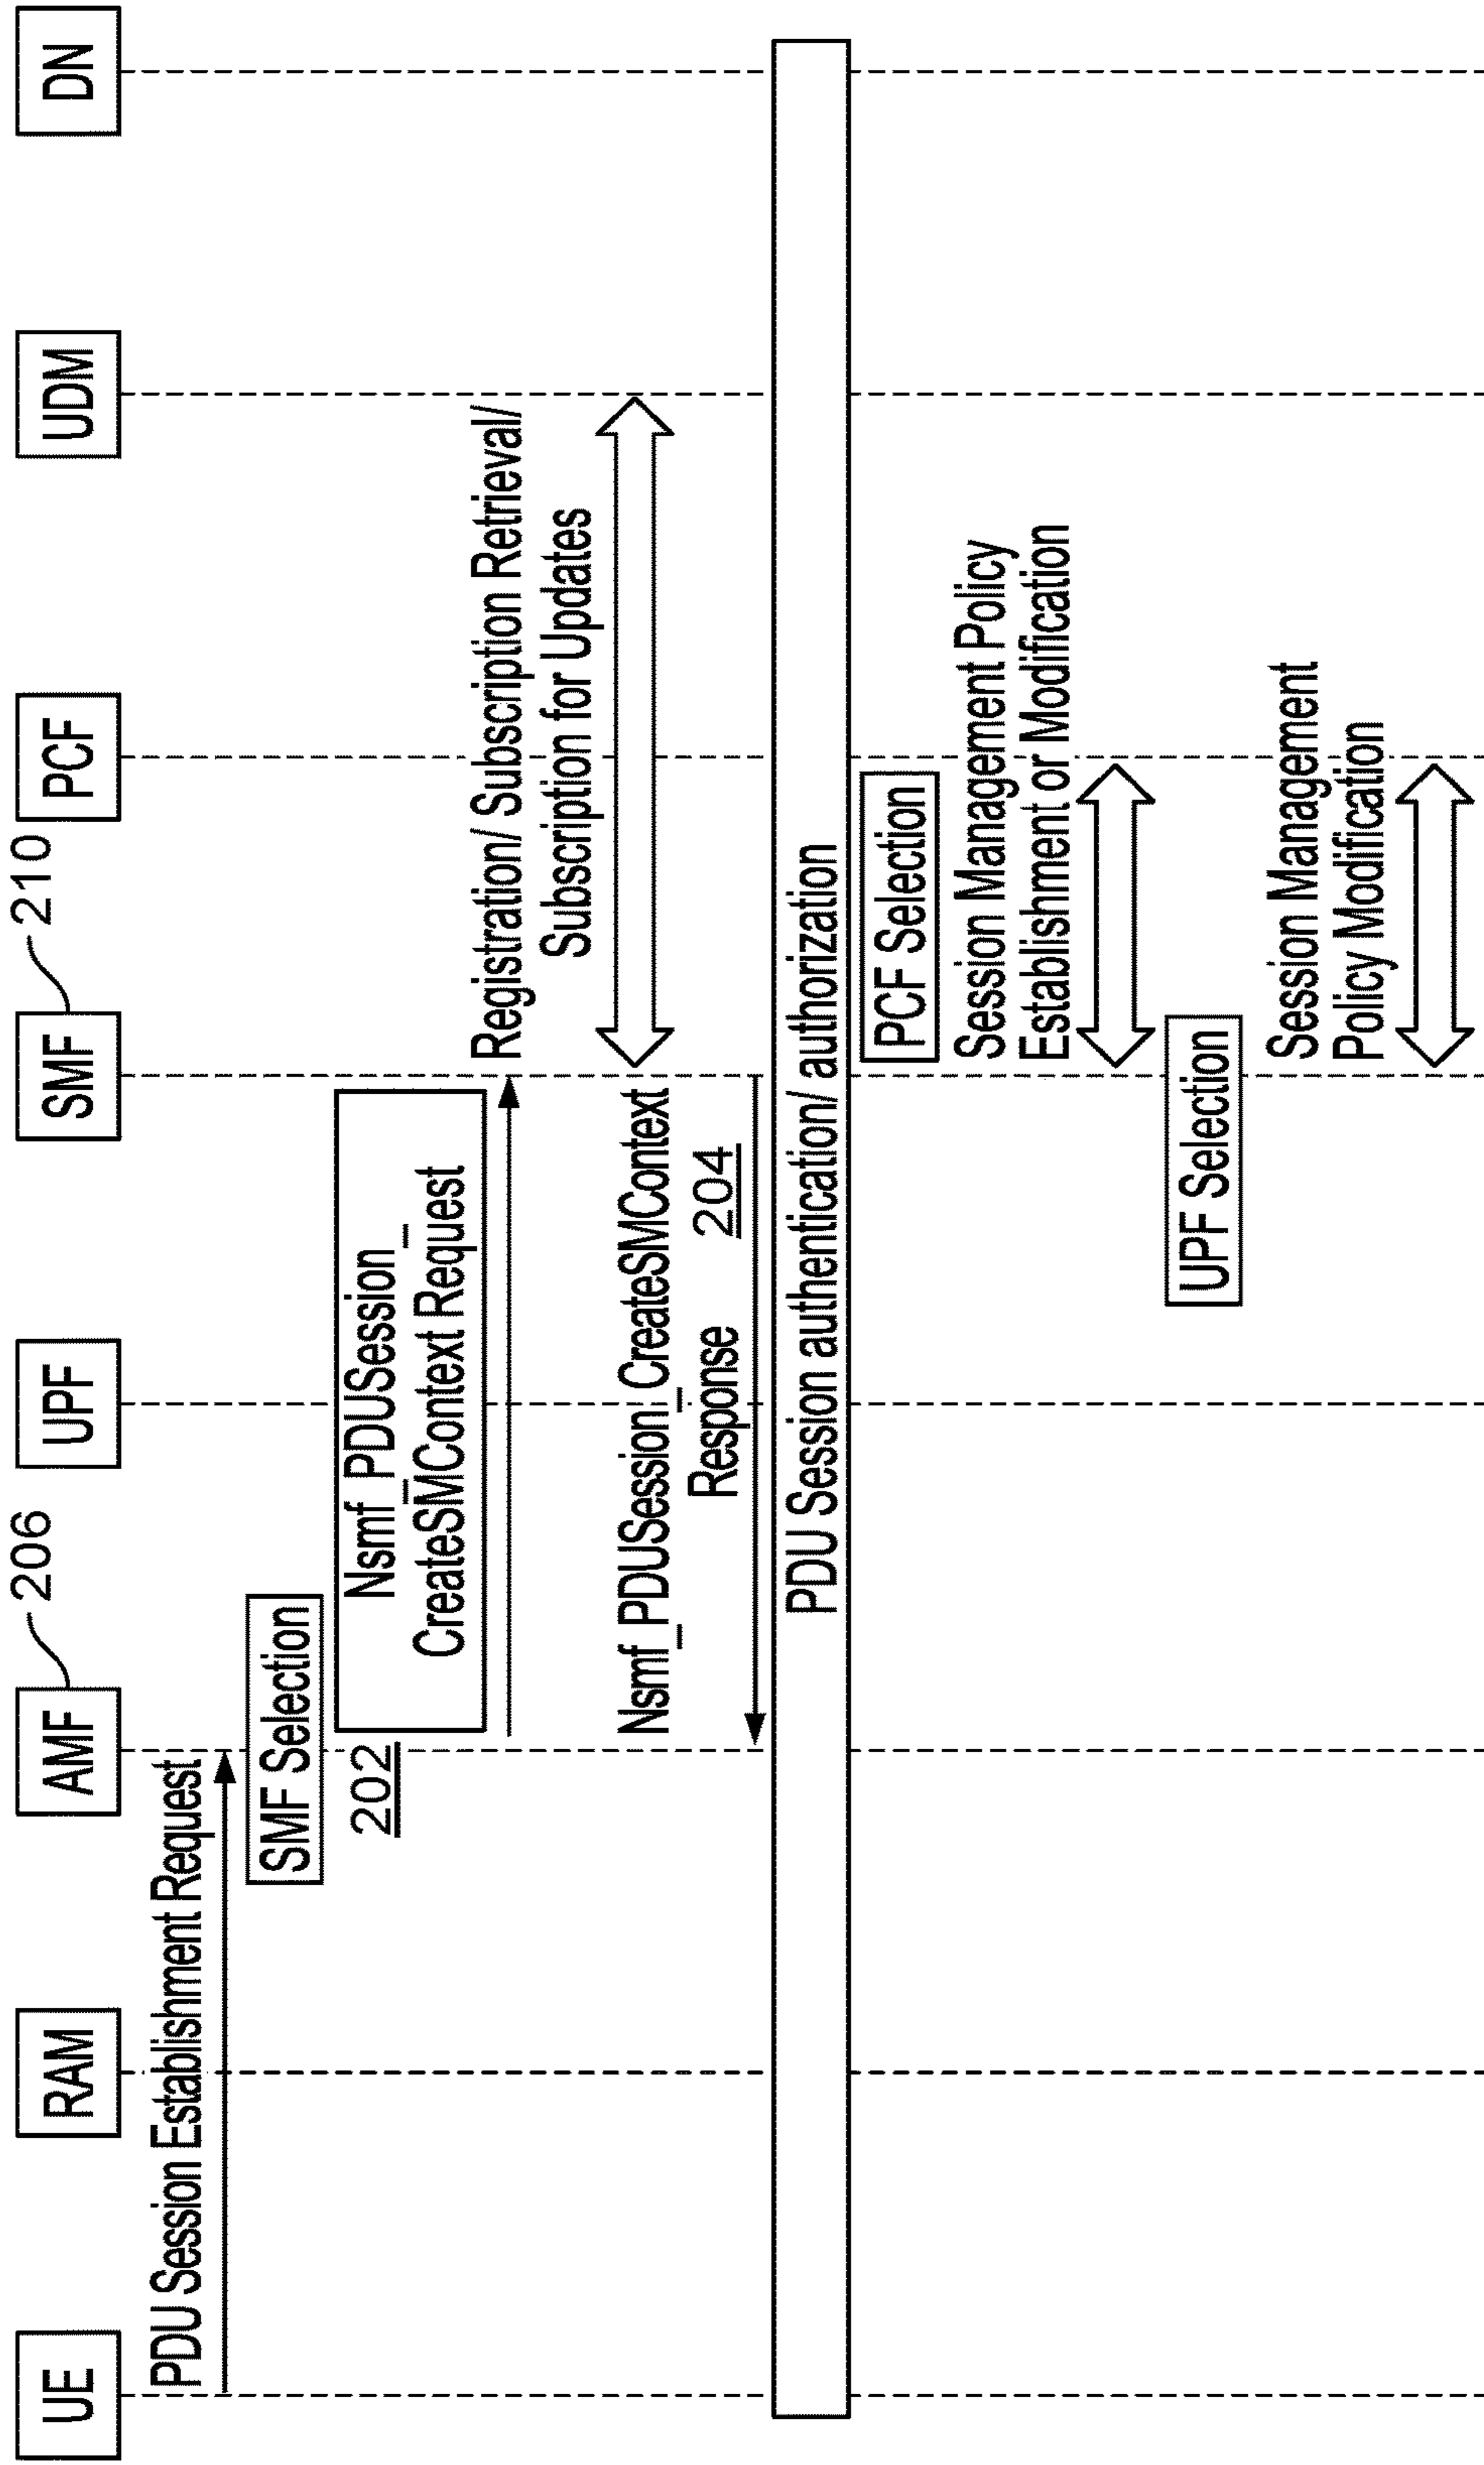 UE
RAM
AMF
206
UPF
SMF
210
PCF
UDM
DN
PDU Session Establishment Request
SMF Selection
202
Nsmf_PDUSession_
CreateSMContext Request
Registration/ Subscription Retrieval/
Subscription for Updates
Nsmf_PDUSession_CreateSMContext
Response
204
PDU Session authentication/ authorization
PCF Selection
Session Management Policy
Establishment or Modification
UPF Selection
Session Management
Policy Modification